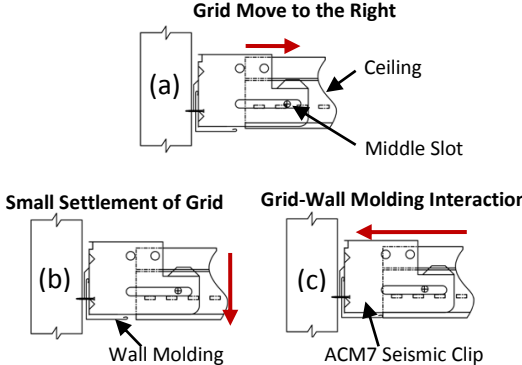 Grid Move to the Right
(a)
Ceiling
Middle Slot
Small Settlement of Grid
Grid-Wall Molding Interaction
(b)
(c)
Wall Molding
ACM7 Seismic Clip